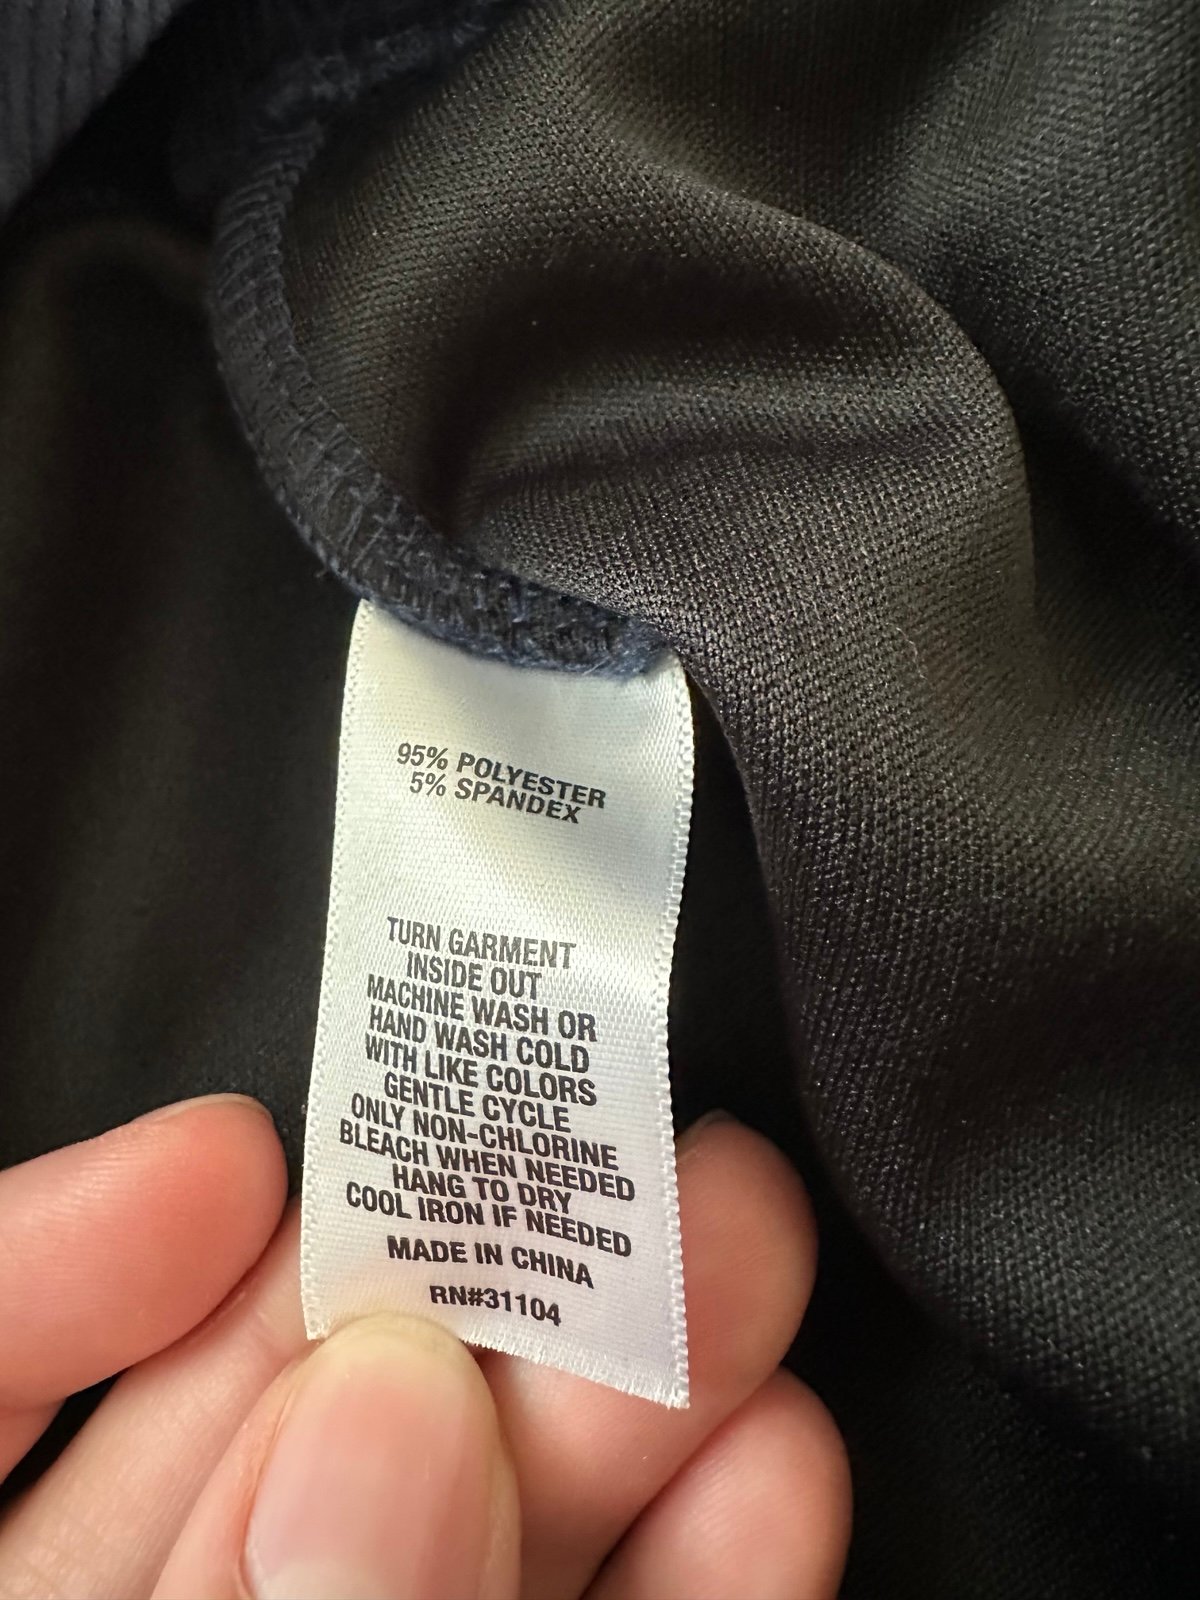 95% POLYESTER
5% SPANDEX
TURN GARMENT
INSIDE OUT
MACHINE WASH OR
HAND WASH COLD
WITH LIKE COLORS
GENTLE CYCLE
ONLY NON-CHLORINE
BLEACH WHEN NEEDED
HANG TO DRY
COOL IRON IF NEEDED
MADE IN CHINA
RN#31104